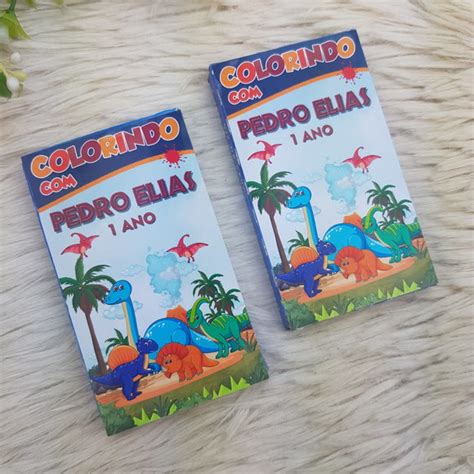 COLORINDO
COM
PEDRO ELIAS
1 ANO
COLORINDO
COM
PEDRO ELIAS
1 ANO